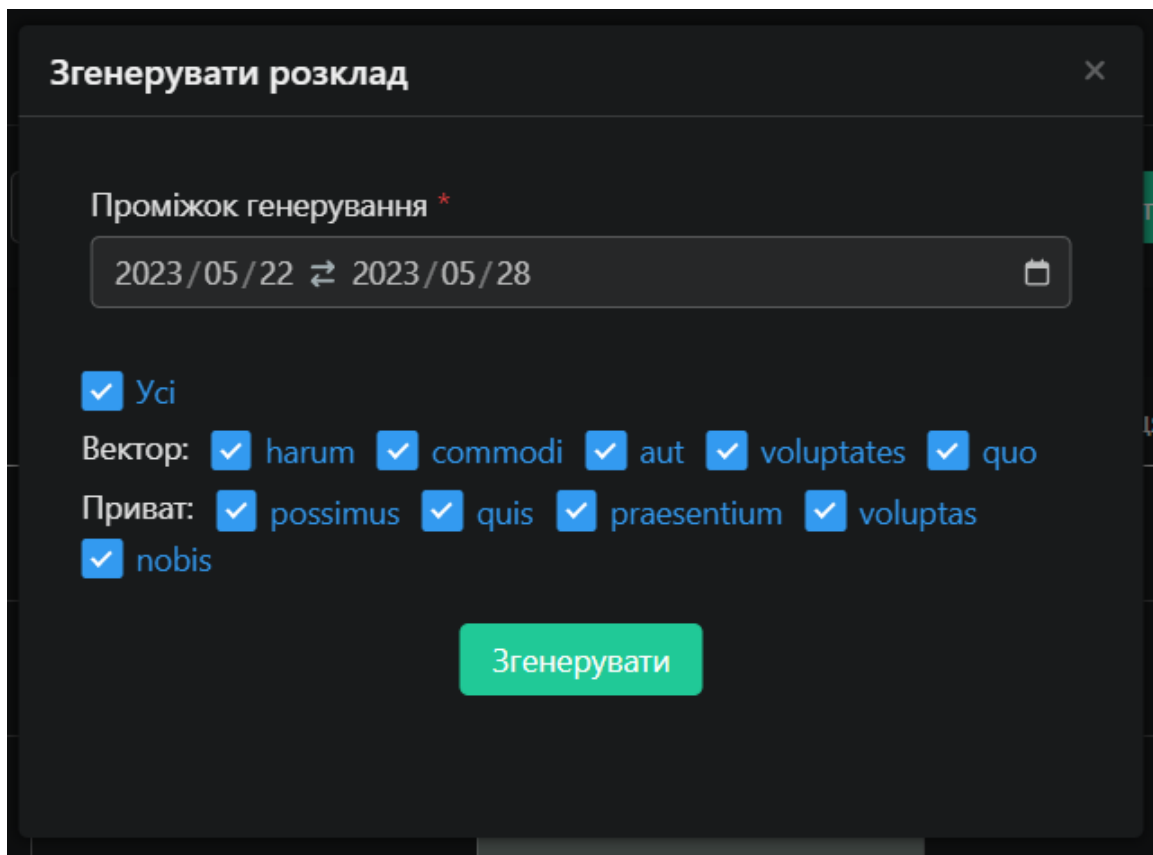 Згенерувати розклад
Проміжок генерування *
2023/05/22 ⇄ 2023/05/28
Усі
Вектор: harum commodi aut voluptates quo
Приват: possimus quis praesentium voluptas
nobis
Згенерувати